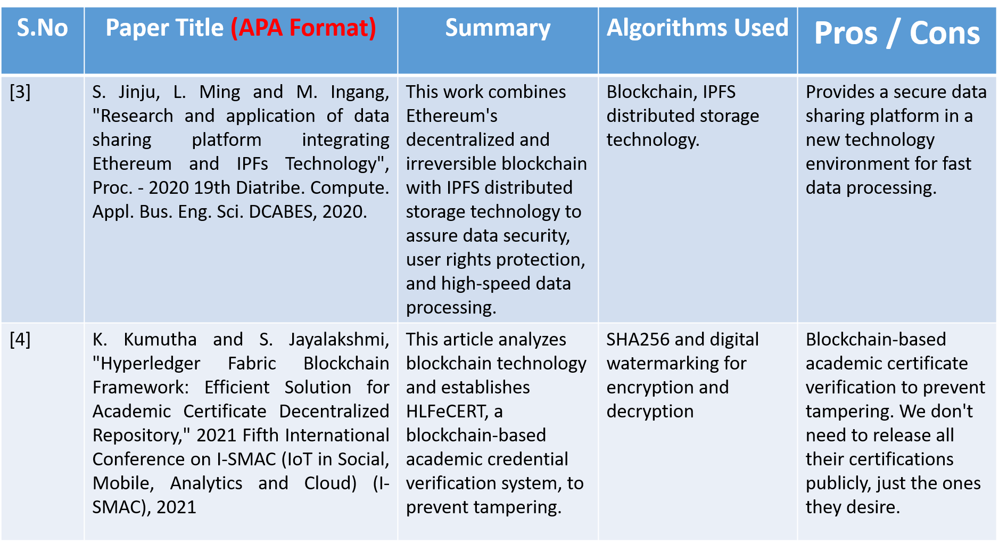 S.No
Paper Title (APA Format)
Summary
Algorithms Used
Pros / Cons
[3]
S. Jinju, L. Ming and M. Ingang,
"Research and application of data
sharing platform integrating
Ethereum and IPFs Technology",
Proc. - 2020 19th Diatribe. Compute.
Appl. Bus. Eng. Sci. DCABES, 2020.
This work combines
Ethereum's
decentralized and
irreversible blockchain
with IPFS distributed
storage technology to
assure data security,
user rights protection,
and high-speed data
processing.
Blockchain, IPFS
distributed storage
technology.
Provides a secure data
sharing platform in a
new technology
environment for fast
data processing.
[4]
K. Kumutha and S. Jayalakshmi,
"Hyperledger Fabric Blockchain
Framework: Efficient Solution for
Academic Certificate Decentralized
Repository," 2021 Fifth International
Conference on I-SMAC (IoT in Social,
Mobile, Analytics and Cloud) (I-
SMAC), 2021
This article analyzes
blockchain technology
and establishes
HLFeCERT, a
blockchain-based
academic credential
verification system, to
prevent tampering.
SHA256 and digital
watermarking for
encryption and
decryption
Blockchain-based
academic certificate
verification to prevent
tampering. We don't
need to release all
their certifications
publicly, just the ones
they desire.